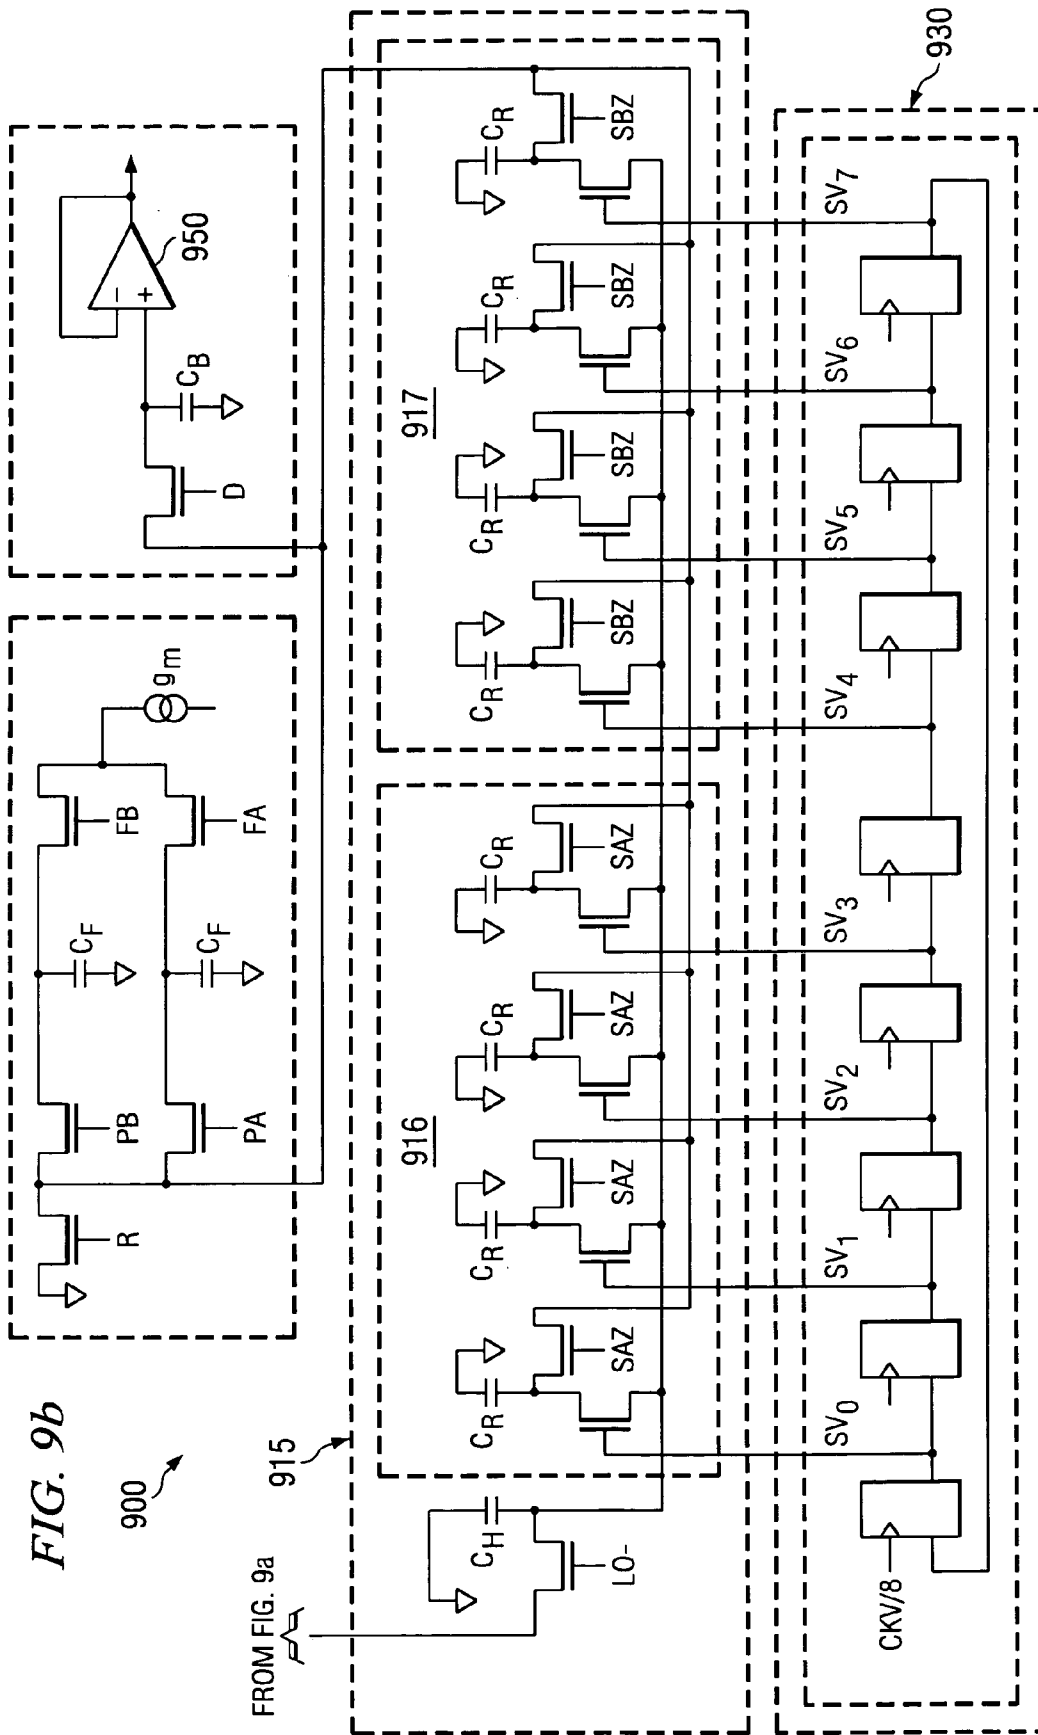 FIG. 9b
900
R
PB
PA
C_F
C_F
FB
FA
g_m
D
C_B
950
FROM FIG. 9a
915
C_H
LO-
916
C_R
SAZ
C_R
SAZ
C_R
SAZ
C_R
SAZ
917
C_R
SBZ
C_R
SBZ
C_R
SBZ
C_R
SBZ
930
CKV/8
SV_0
SV_1
SV_2
SV_3
SV_4
SV_5
SV_6
SV_7